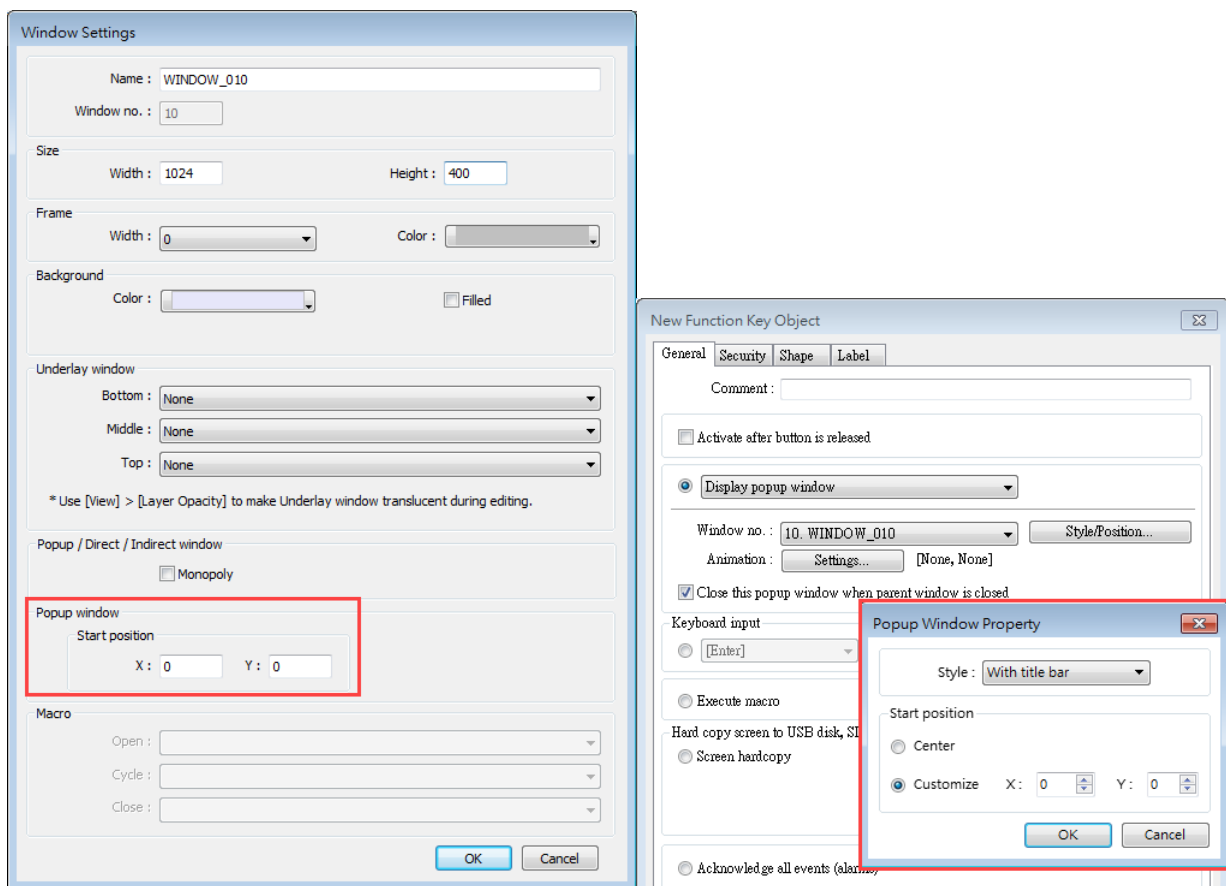 Window Settings
Name : WINDOW_010
Window no. : 10
Size
Width : 1024 Height : 400
Frame
Width : 0 Color :
Background
Color : Filled
Underlay window
Bottom : None
Middle : None
Top : None
* Use [View] > [Layer Opacity] to make Underlay window translucent during editing.
Popup / Direct / Indirect window
Monopoly
Popup window
Start position
X : 0 Y : 0
Macro
Open :
Cycle :
Close :
OK Cancel
New Function Key Object
General Security Shape Label
Comment :
Activate after button is released
Display popup window
Window no. : 10. WINDOW_010 Style/Position...
Animation : Settings... [None, None]
Close this popup window when parent window is closed
Keyboard input
[Enter]
Execute macro
Hard copy screen to USB disk,
Screen hardcopy
Acknowledge all events (alarms)
Popup Window Property
Style : With title bar
Start position
Center
Customize X : 0 Y : 0
OK Cancel